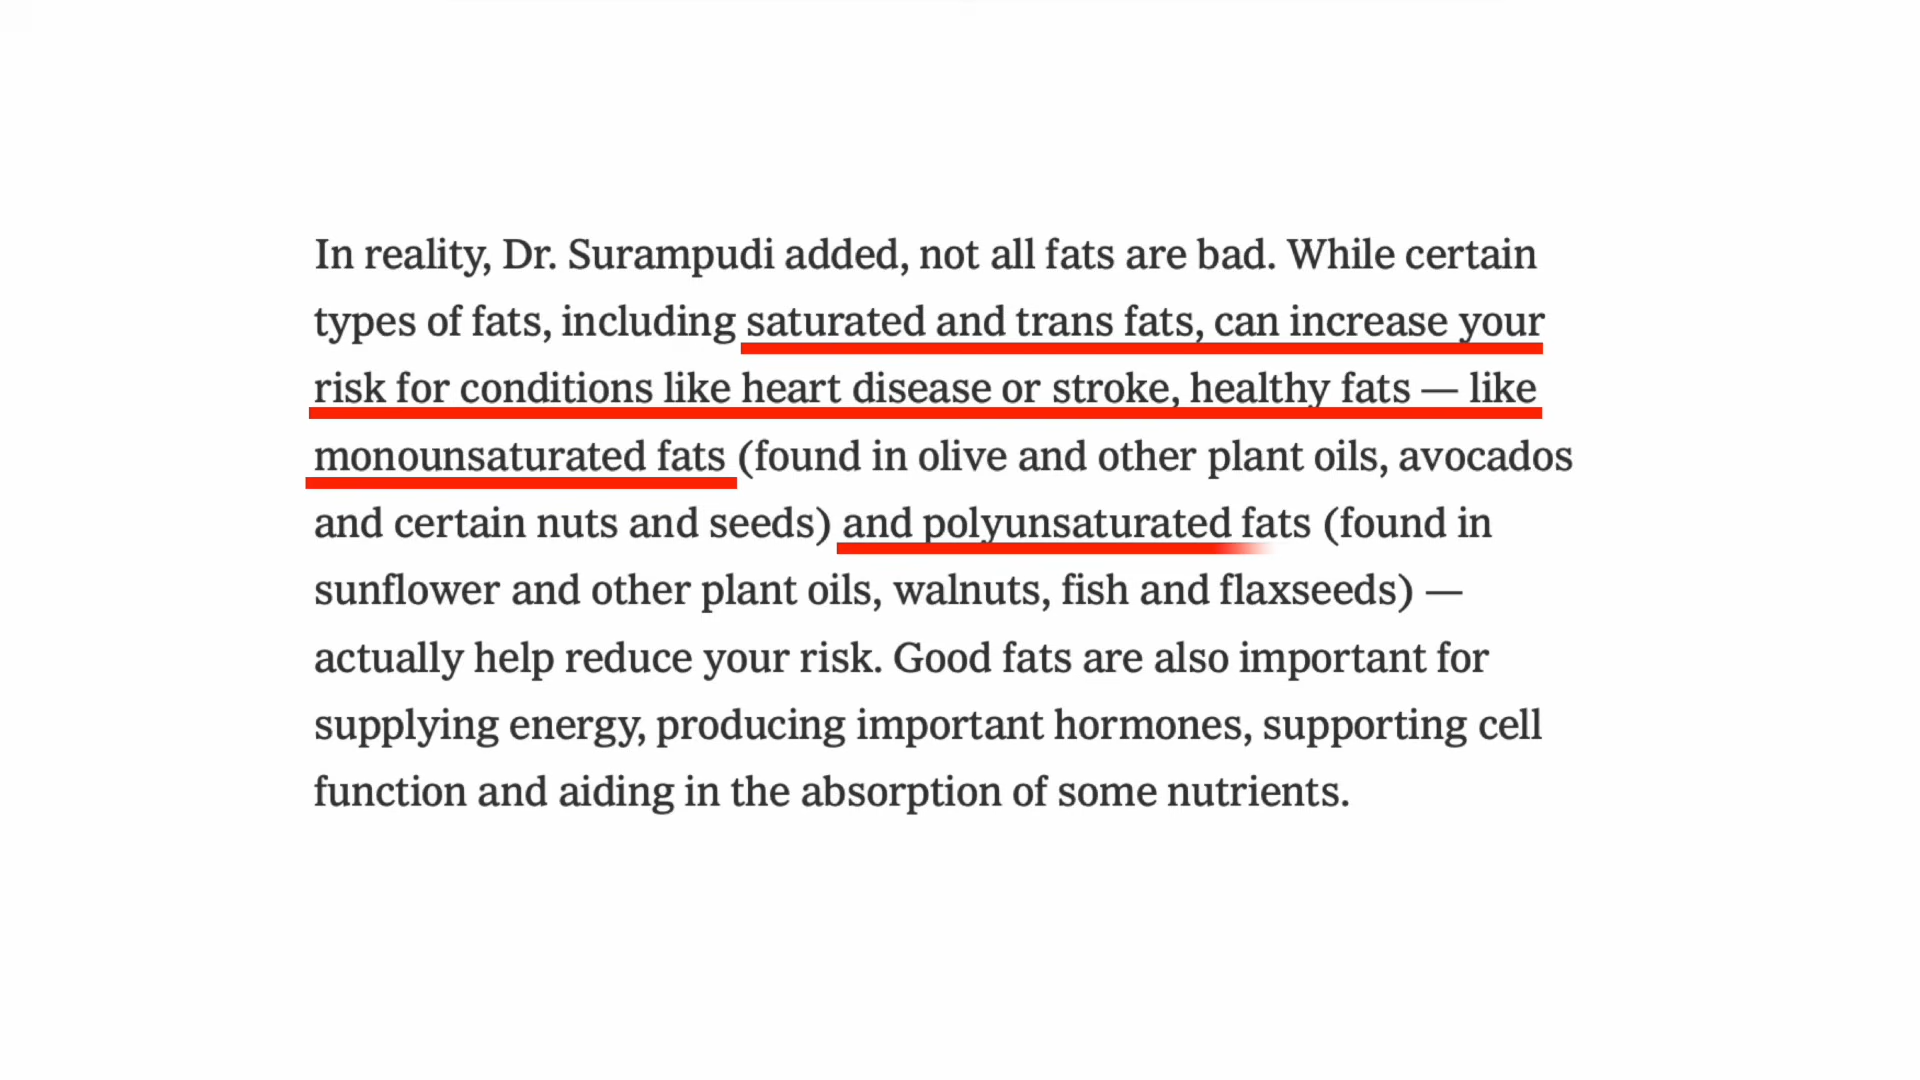 In reality, Dr. Surampudi added, not all fats are bad. While certain
types of fats, including saturated and trans fats, can increase your
risk for conditions like heart disease or stroke, healthy fats — like
monounsaturated fats (found in olive and other plant oils, avocados
and certain nuts and seeds) and polyunsaturated fats (found in
sunflower and other plant oils, walnuts, fish and flaxseeds) —
actually help reduce your risk. Good fats are also important for
supplying energy, producing important hormones, supporting cell
function and aiding in the absorption of some nutrients.